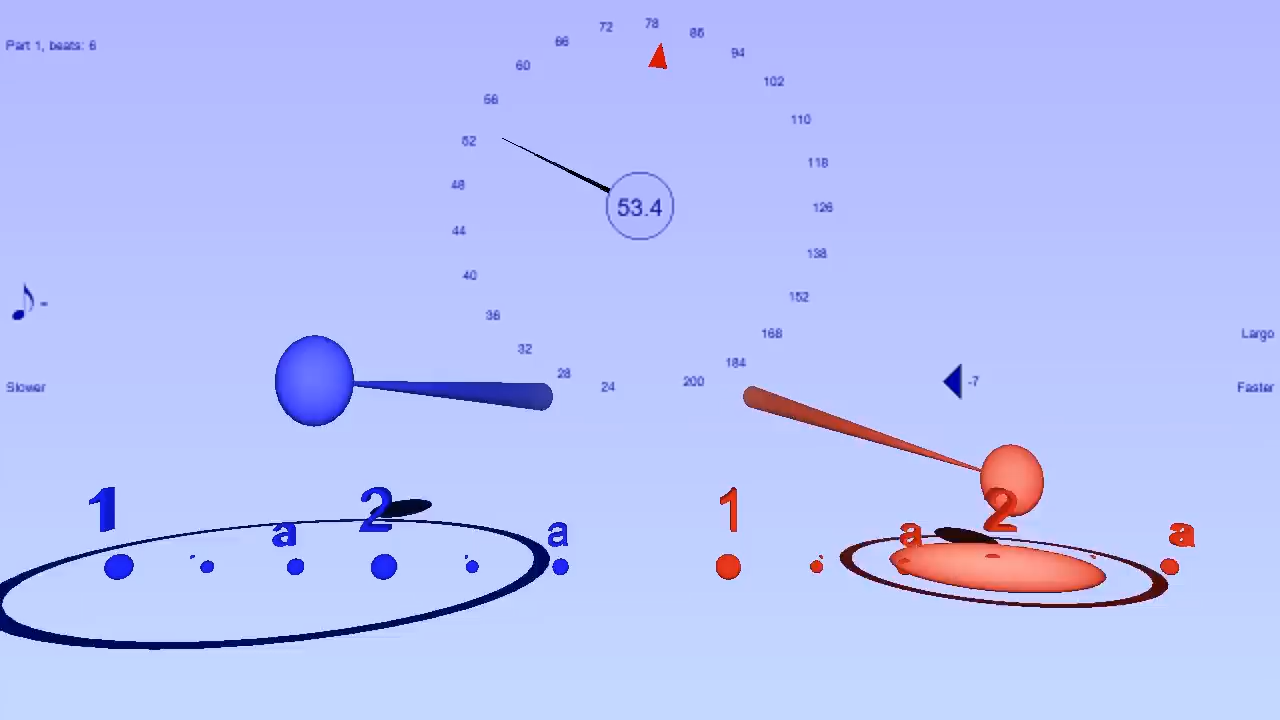 Part 1, beats: 6
72 78 86
66 94
60 102
56 110
52 118
48 53.4 126
44 138
40 152
36 168
32 184
28 24 200
♪ -
Largo
Slower
-7
Faster
1 2 1 2
a a a a